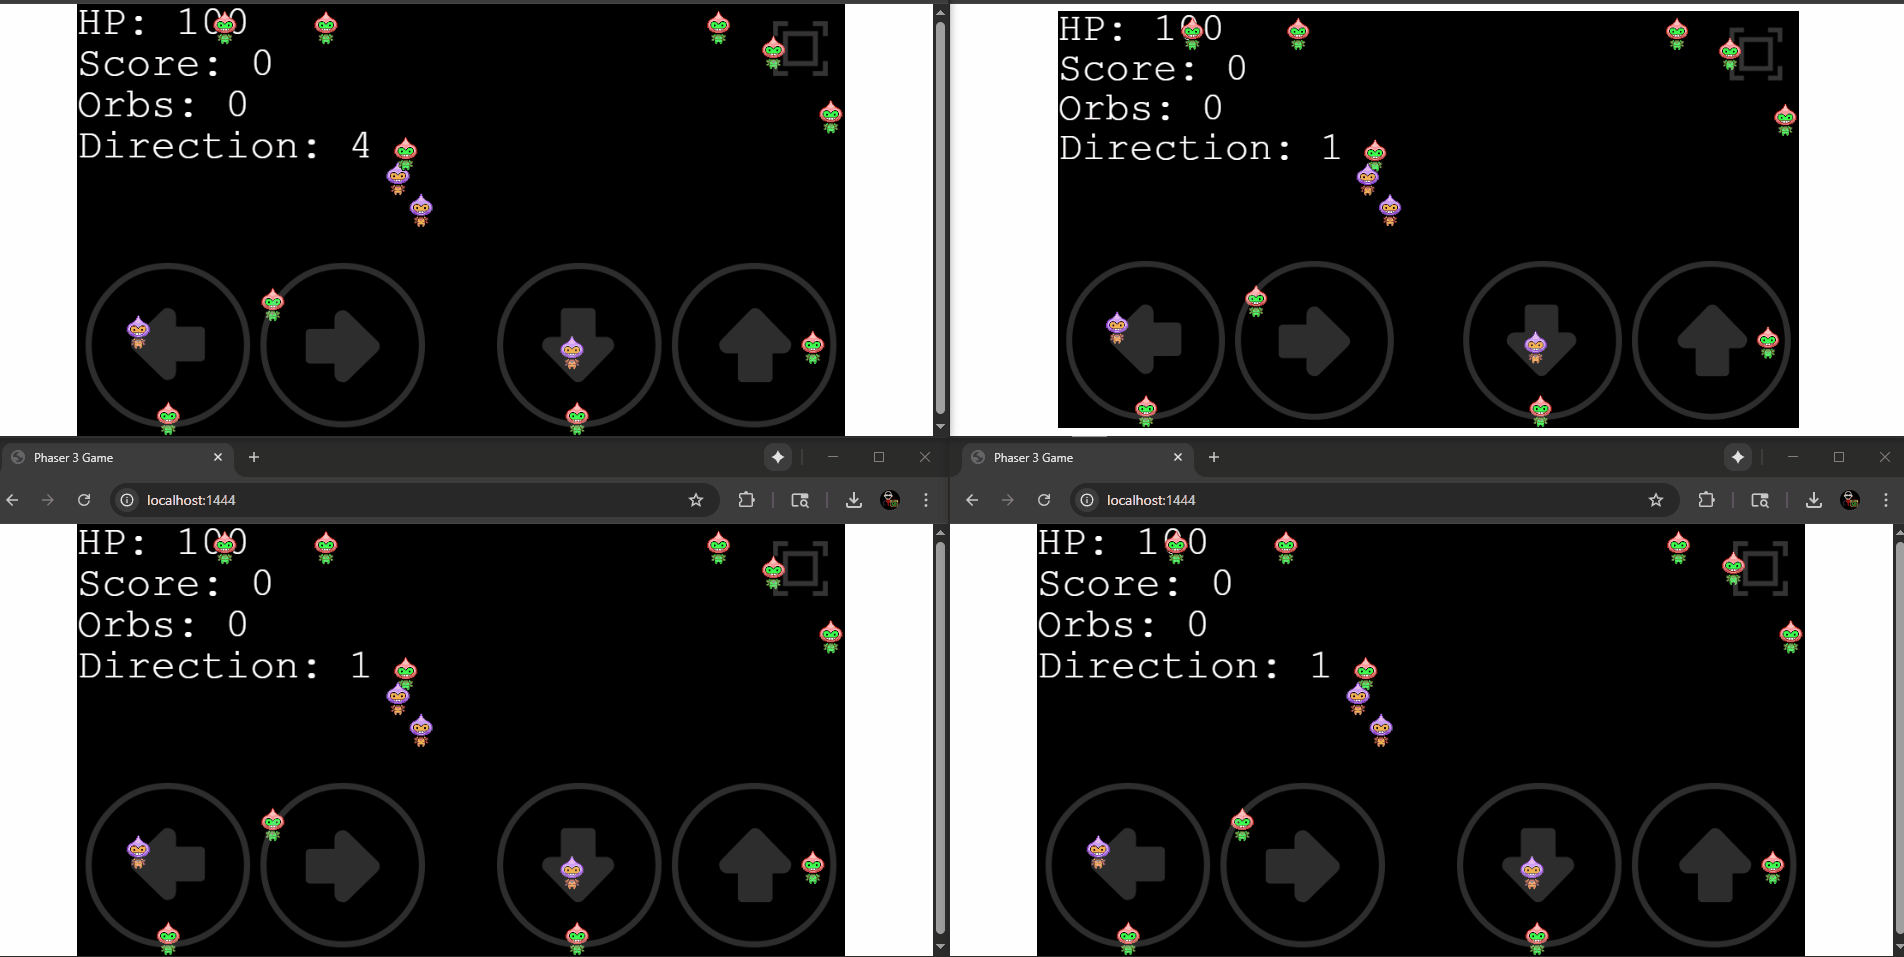 HP: 100
Score: 0
Orbs: 0
Direction: 4
HP: 100
Score: 0
Orbs: 0
Direction: 1
Phaser 3 Game
localhost:1444
HP: 100
Score: 0
Orbs: 0
Direction: 1
Phaser 3 Game
localhost:1444
HP: 100
Score: 0
Orbs: 0
Direction: 1